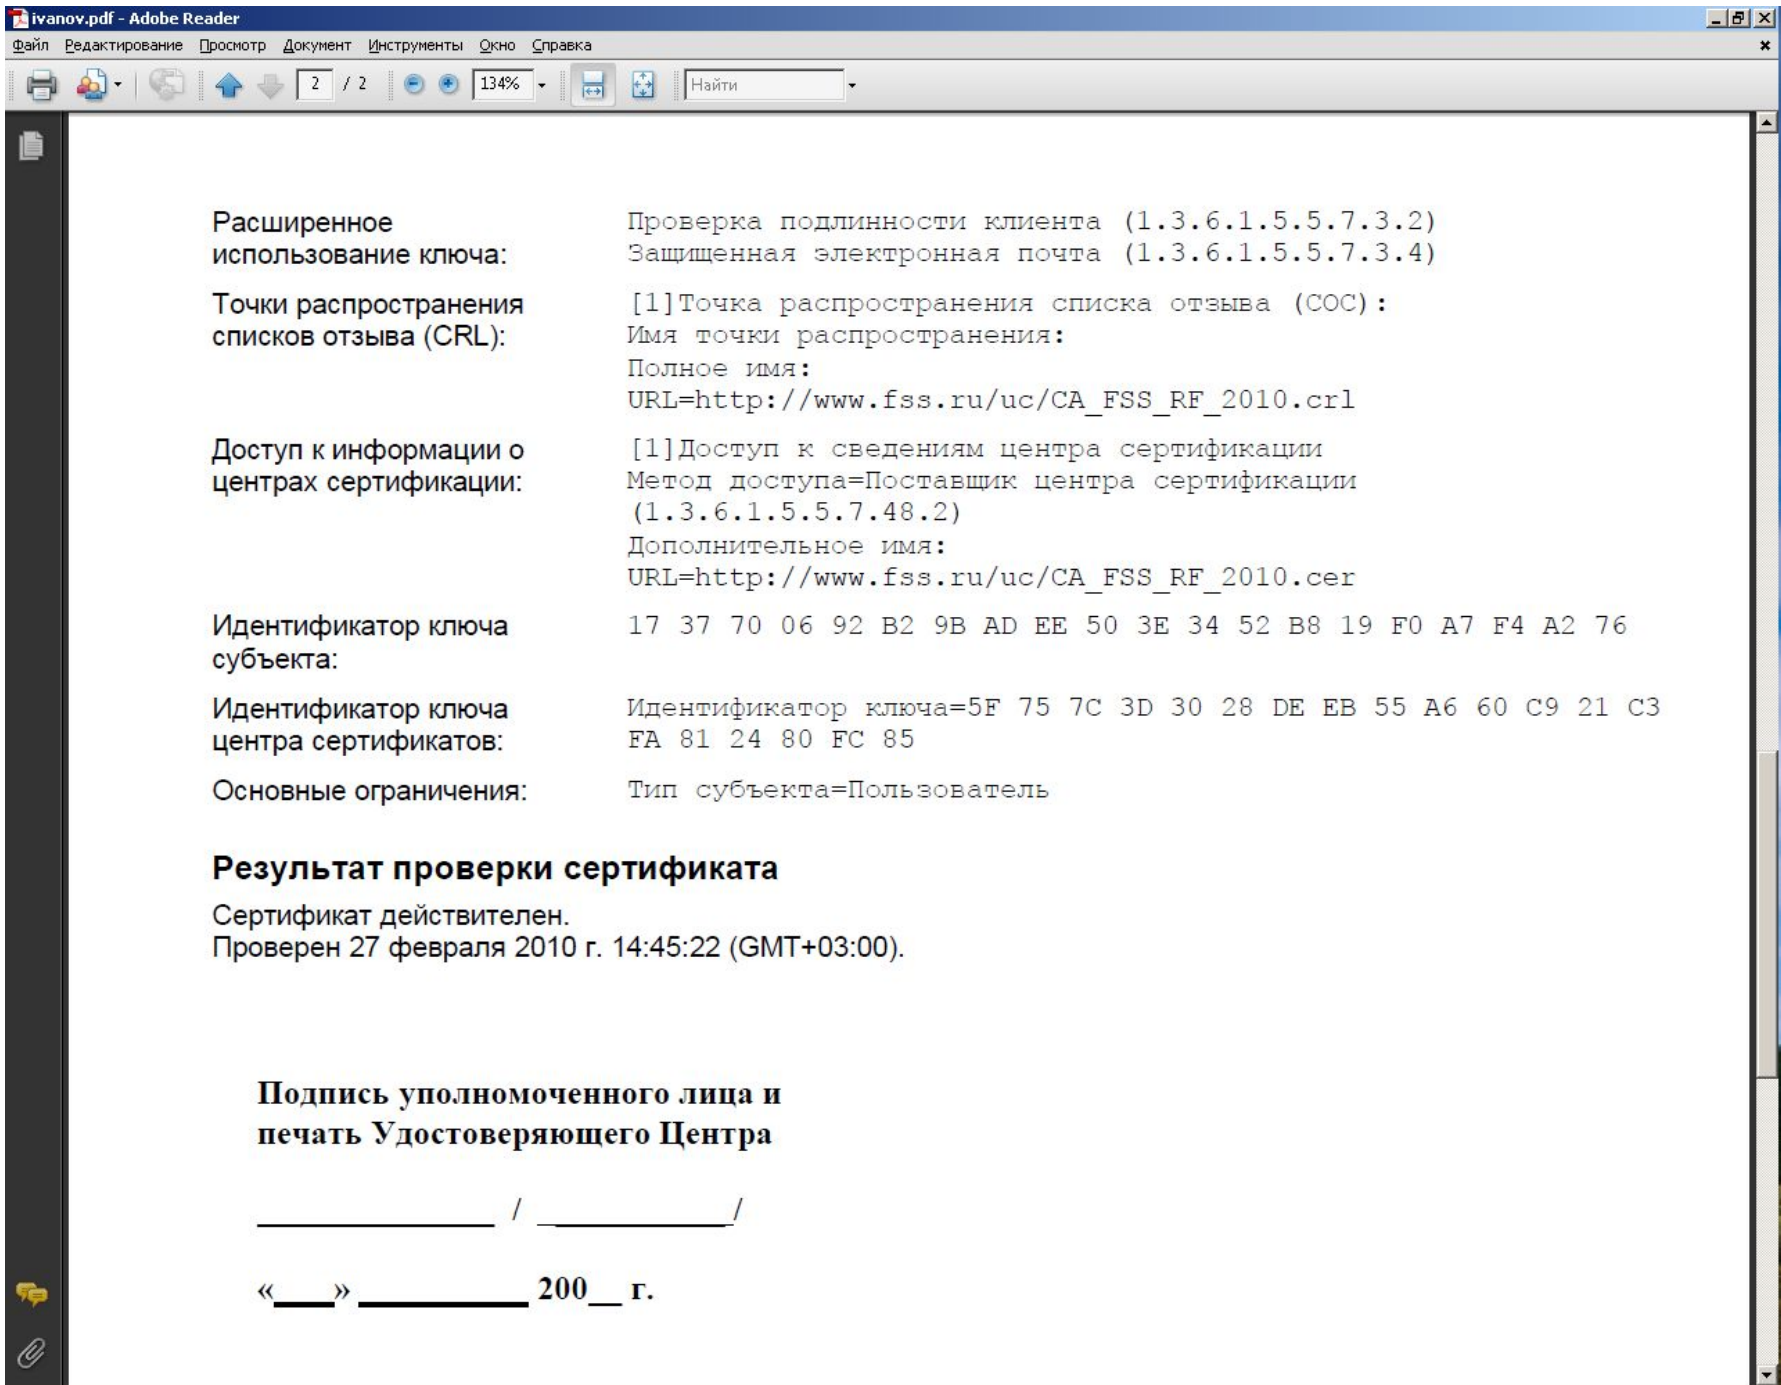 ivanov.pdf - Adobe Reader
Файл Редактирование Просмотр Документ Инструменты Окно Справка
2 / 2 134% Найти
Расширенное использование ключа:
Проверка подлинности клиента (1.3.6.1.5.5.7.3.2)
Защищенная электронная почта (1.3.6.1.5.5.7.3.4)
Точки распространения
списков отзыва (CRL):
[1]Точка распространения списка отзыва (СОС):
Имя точки распространения:
Полное имя:
URL=http://www.fss.ru/uc/CA_FSS_RF_2010.crl
Доступ к информации о
центрах сертификации:
[1]Доступ к сведениям центра сертификации
Метод доступа=Поставщик центра сертификации
(1.3.6.1.5.5.7.48.2)
Дополнительное имя:
URL=http://www.fss.ru/uc/CA_FSS_RF_2010.cer
Идентификатор ключа
субъекта:
17 37 70 06 92 B2 9B AD EE 50 3E 34 52 B8 19 F0 A7 F4 A2 76
Идентификатор ключа
центра сертификатов:
Идентификатор ключа=5F 75 7C 3D 30 28 DE EB 55 A6 60 C9 21 C3
FA 81 24 80 FC 85
Основные ограничения:
Тип субъекта=Пользователь
Результат проверки сертификата
Сертификат действителен.
Проверен 27 февраля 2010 г. 14:45:22 (GMT+03:00).
Подпись уполномоченного лица и
печать Удостоверяющего Центра
______________ / ____________/
«____» __________ 200__ г.